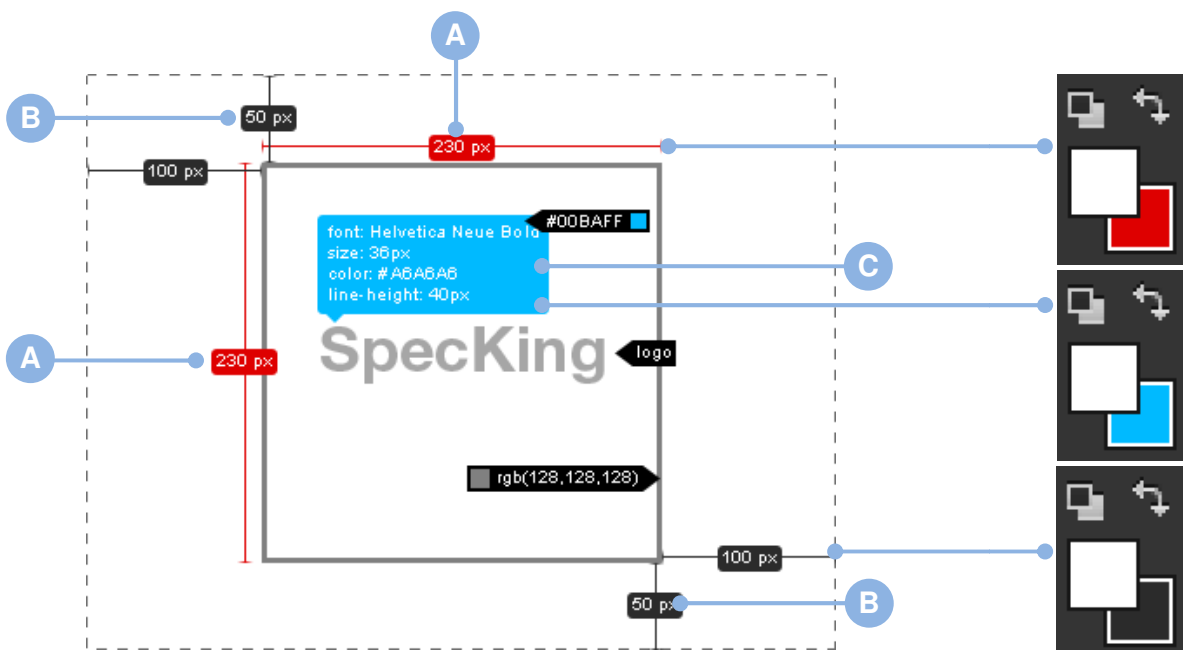 A
B
50 px
230 px
100 px
#00BAFF
font: Helvetica Neue Bold
size: 36px
color: #A6A6A6
line-height: 40px
C
SpecKing
logo
A
230 px
rgb(128,128,128)
100 px
50 px
B